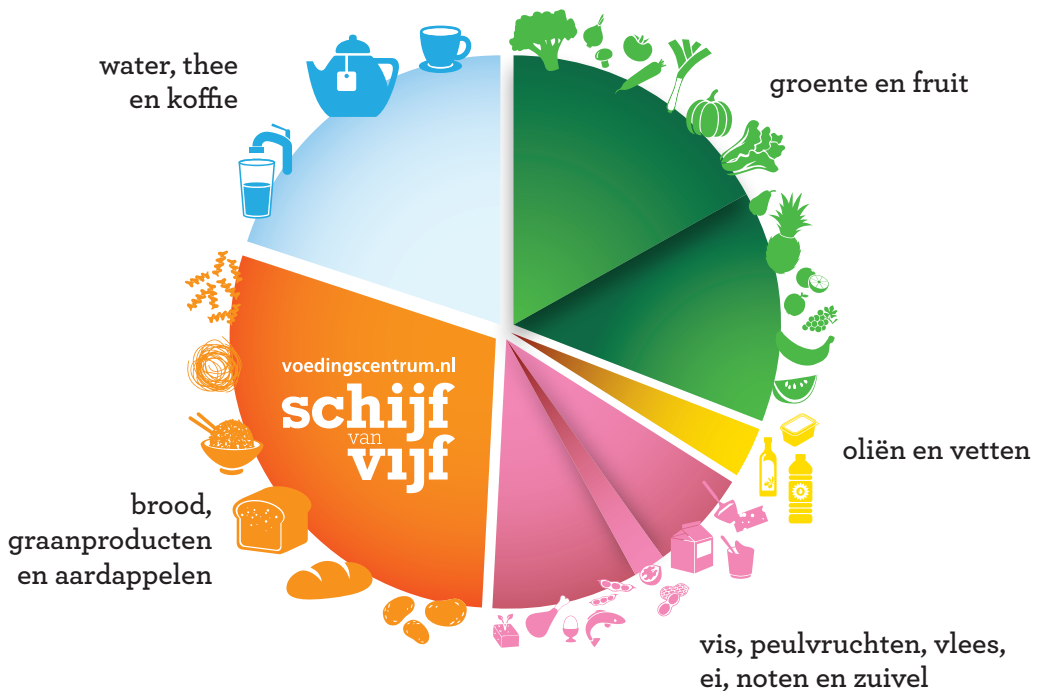 water, thee
en koffie
groente en fruit
voedingscentrum.nl
schijf
van
vijf
oliën en vetten
brood,
graanproducten
en aardappelen
vis, peulvruchten, vlees,
ei, noten en zuivel